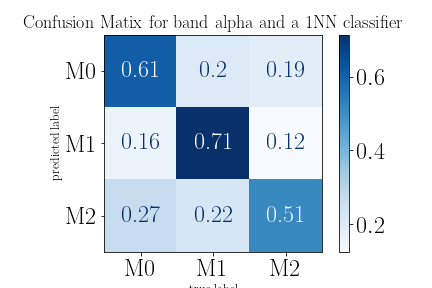 Confusion Matix for band alpha and a 1NN classifier
M0 0.61 0.2 0.19
M1 0.16 0.71 0.12
M2 0.27 0.22 0.51
M0 M1 M2
predicted label
true label
0.6
0.4
0.2